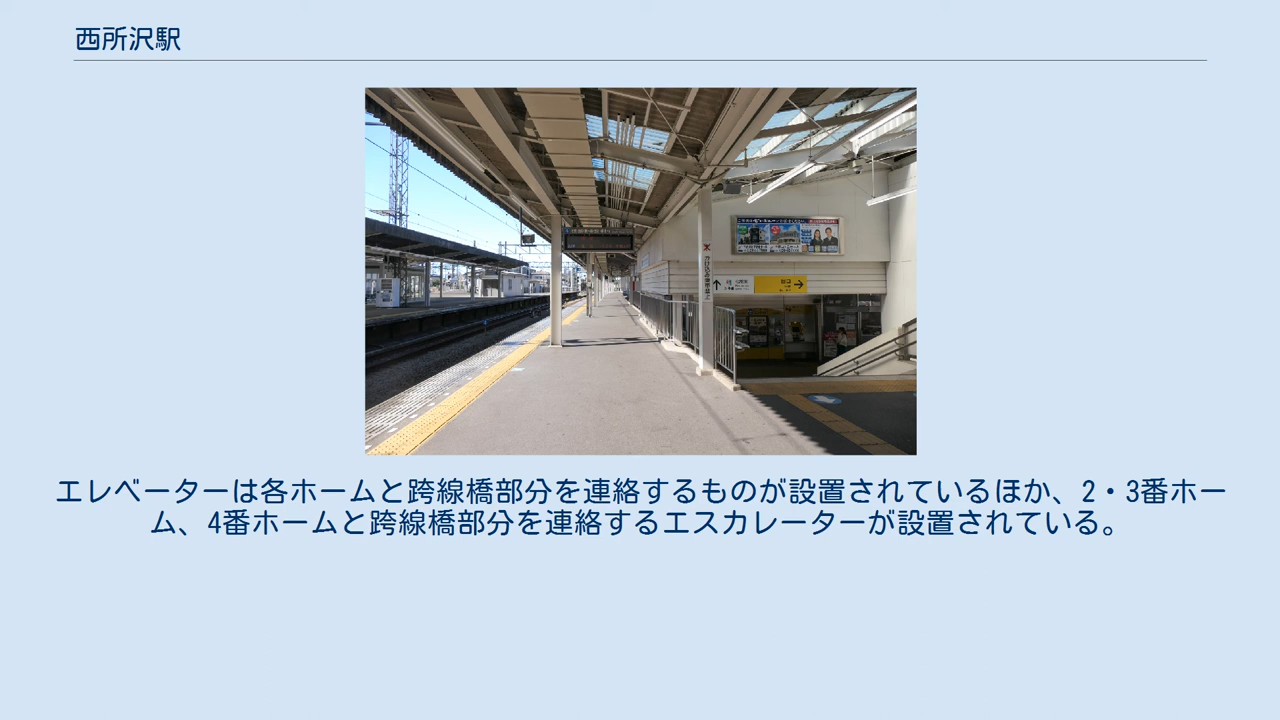 西所沢駅
出口
エレベーターは各ホームと跨線橋部分を連絡するものが設置されているほか、2・3番ホー
ム、4番ホームと跨線橋部分を連絡するエスカレーターが設置されている。